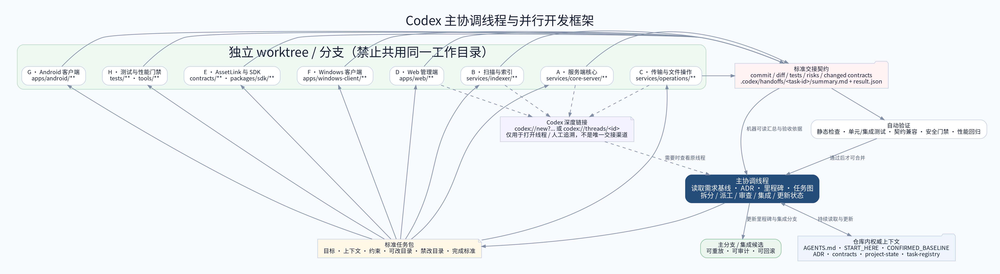 Codex 主协调线程与并行开发框架
独立 worktree / 分支（禁止共用同一工作目录）
G · Android 客户端
apps/android/**
H · 测试与性能门禁
tests/** · tools/**
E · AssetLink 与 SDK
contracts/** · packages/sdk/**
F · Windows 客户端
apps/windows-client/**
D · Web 管理端
apps/web/**
B · 扫描与索引
services/indexer/**
A · 服务端核心
services/core-server/**
C · 传输与文件操作
services/operations/**
标准交接契约
commit / diff / tests / risks / changed contracts
.codex/handoffs/<task-id>/summary.md + result.json
Codex 深度链接
codex://new?... 或 codex://threads/<id>
仅用于打开线程 / 人工追溯，不是唯一交接渠道
机器可读汇总与验收依据
自动验证
静态检查 · 单元/集成测试 · 契约兼容 · 安全门禁 · 性能回归
需要时查看原线程
通过后才可合并
主协调线程
读取需求基线 · ADR · 里程碑 · 任务图
拆分 / 派工 / 审查 / 集成 / 更新状态
更新里程碑与集成分支
持续读取与更新
标准任务包
目标 · 上下文 · 约束 · 可改目录 · 禁改目录 · 完成标准
主分支 / 集成候选
可重放 · 可审计 · 可回滚
仓库内权威上下文
AGENTS.md · START_HERE · CONFIRMED_BASELINE
ADR · contracts · project-state · task-registry